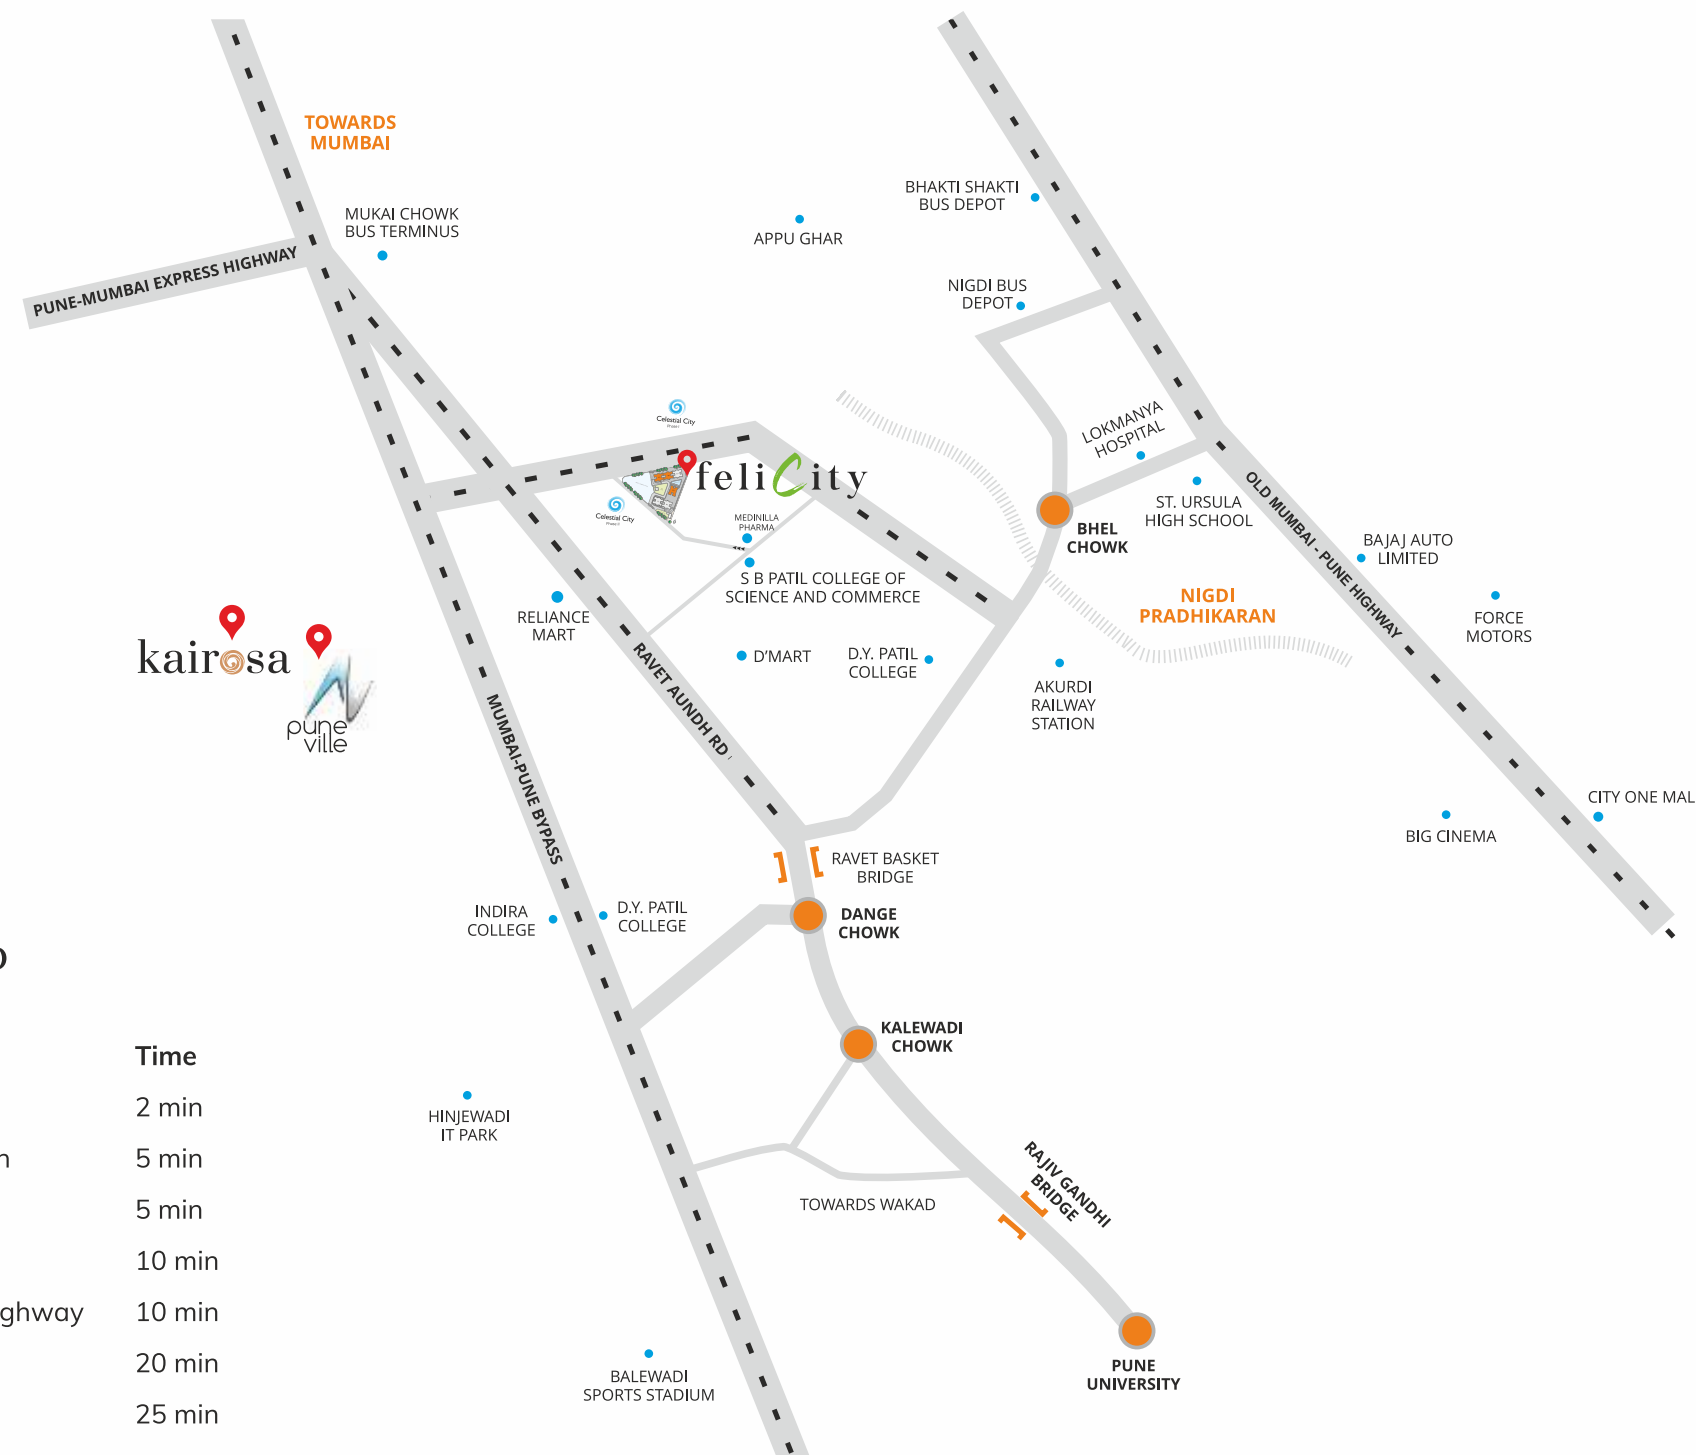 TOWARDS
MUMBAI
MUKAI CHOWK
BUS TERMINUS
PUNE-MUMBAI EXPRESS HIGHWAY
APPU GHAR
BHAKTI SHAKTI
BUS DEPOT
NIGDI BUS
DEPOT
LOKMANYA
HOSPITAL
ST. URSULA
HIGH SCHOOL
OLD MUMBAI - PUNE HIGHWAY
BAJAJ AUTO
LIMITED
FORCE
MOTORS
BHEL
CHOWK
NIGDI
PRADHIKARAN
Celestial City
feliCity
Celestial City
MEDINILLA
PHARMA
S B PATIL COLLEGE OF
SCIENCE AND COMMERCE
RELIANCE
MART
D'MART
D.Y. PATIL
COLLEGE
AKURDI
RAILWAY
STATION
kairosa
pune
ville
RAVET AUNDH RD
MUMBAI-PUNE BYPASS
CITY ONE MAL
BIG CINEMA
RAVET BASKET
BRIDGE
INDIRA
COLLEGE
D.Y. PATIL
COLLEGE
DANGE
CHOWK
KALEWADI
CHOWK
HINJEWADI
IT PARK
TOWARDS WAKAD
RAJIV GANDHI
BRIDGE
PUNE
UNIVERSITY
BALEWADI
SPORTS STADIUM
Time
2 min
5 min
5 min
10 min
ghway 10 min
20 min
25 min